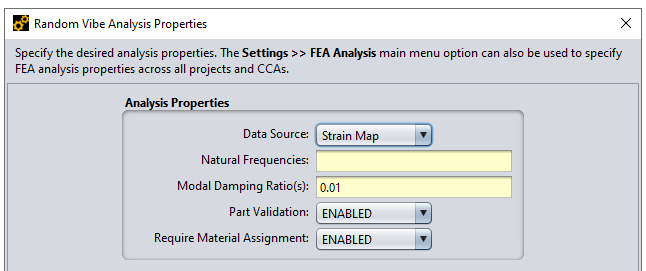 Random Vibe Analysis Properties
Specify the desired analysis properties. The Settings >> FEA Analysis main menu option can also be used to specify
FEA analysis properties across all projects and CCAs.
Analysis Properties
Data Source: Strain Map
Natural Frequencies:
Modal Damping Ratio(s): 0.01
Part Validation: ENABLED
Require Material Assignment: ENABLED